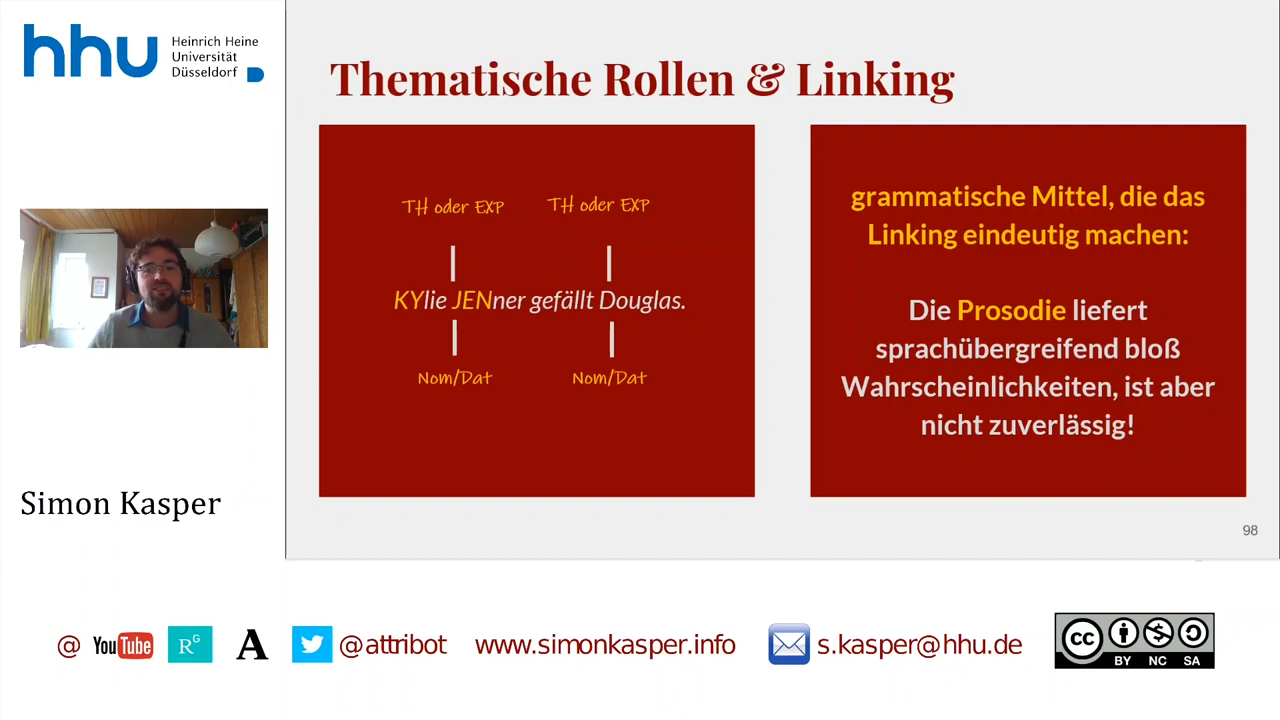 hhu Heinrich Heine
Universität
Düsseldorf
Simon Kasper
Thematische Rollen & Linking
TH oder EXP TH oder EXP
KYlie JENner gefällt Douglas.
Nom/Dat Nom/Dat
grammatische Mittel, die das
Linking eindeutig machen:
Die Prosodie liefert
sprachübergreifend bloß
Wahrscheinlichkeiten, ist aber
nicht zuverlässig!
98
@ YouTube RG A @attribot www.simonkasper.info s.kasper@hhu.de cc
BY NC SA